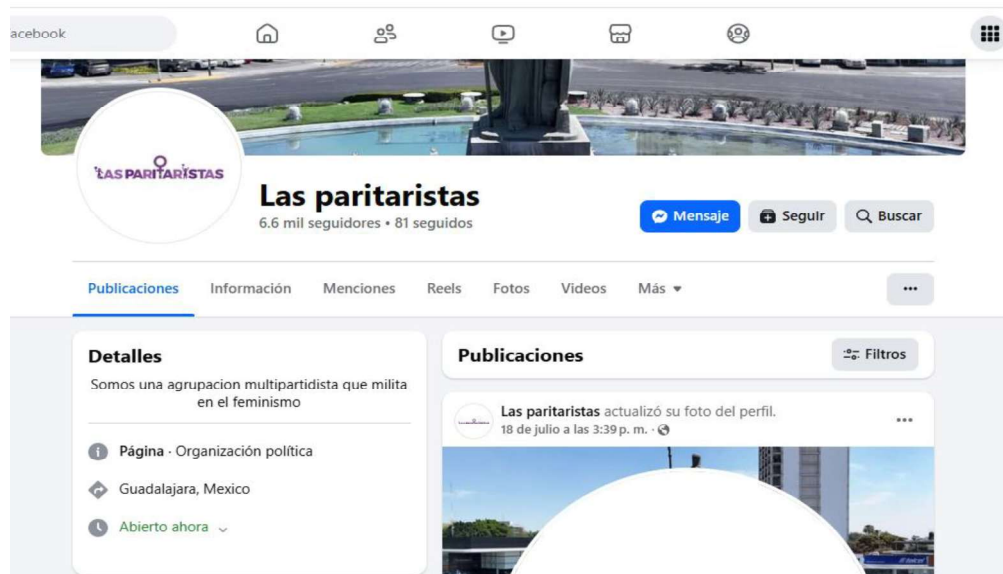 acebook
LAS PARITARISTAS
Las paritaristas
6.6 mil seguidores • 81 seguidos
Mensaje
Seguir
Buscar
Publicaciones
Información
Menciones
Reels
Fotos
Videos
Más
Detalles
Somos una agrupacion multipartidista que milita
en el feminismo
Página · Organización política
Guadalajara, Mexico
Abierto ahora
Publicaciones
Filtros
Las paritaristas actualizó su foto del perfil.
18 de julio a las 3:39 p. m. ·